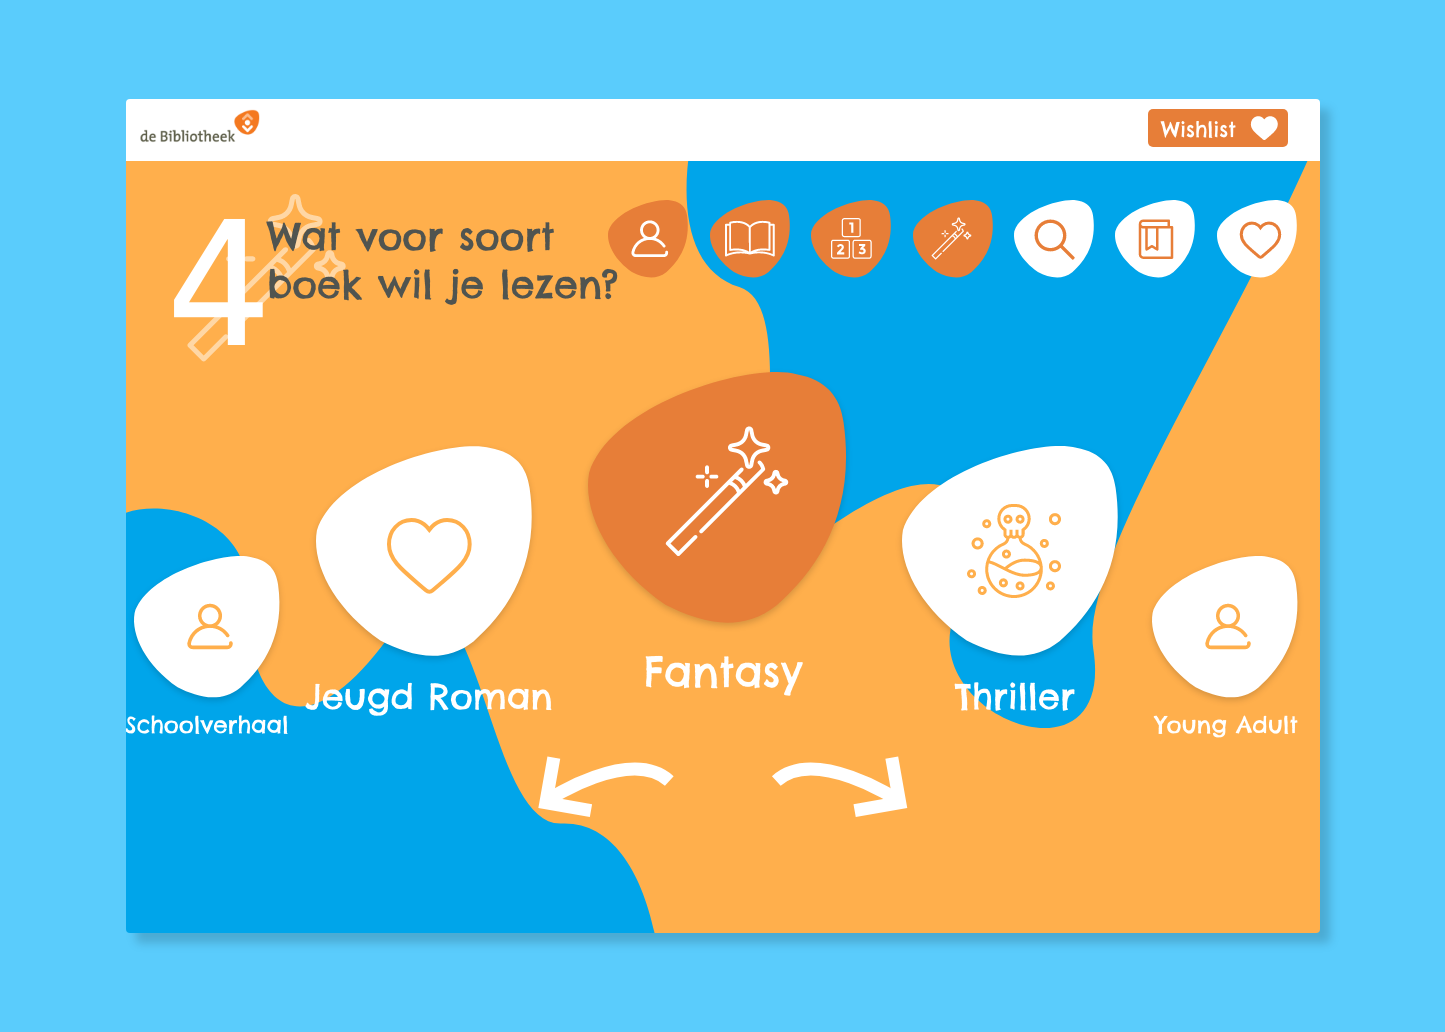 de Bibliotheek
Wishlist
4
Wat voor soort
boek wil je lezen?
1
2 3
Schoolverhaal
Jeugd Roman
Fantasy
Thriller
Young Adult